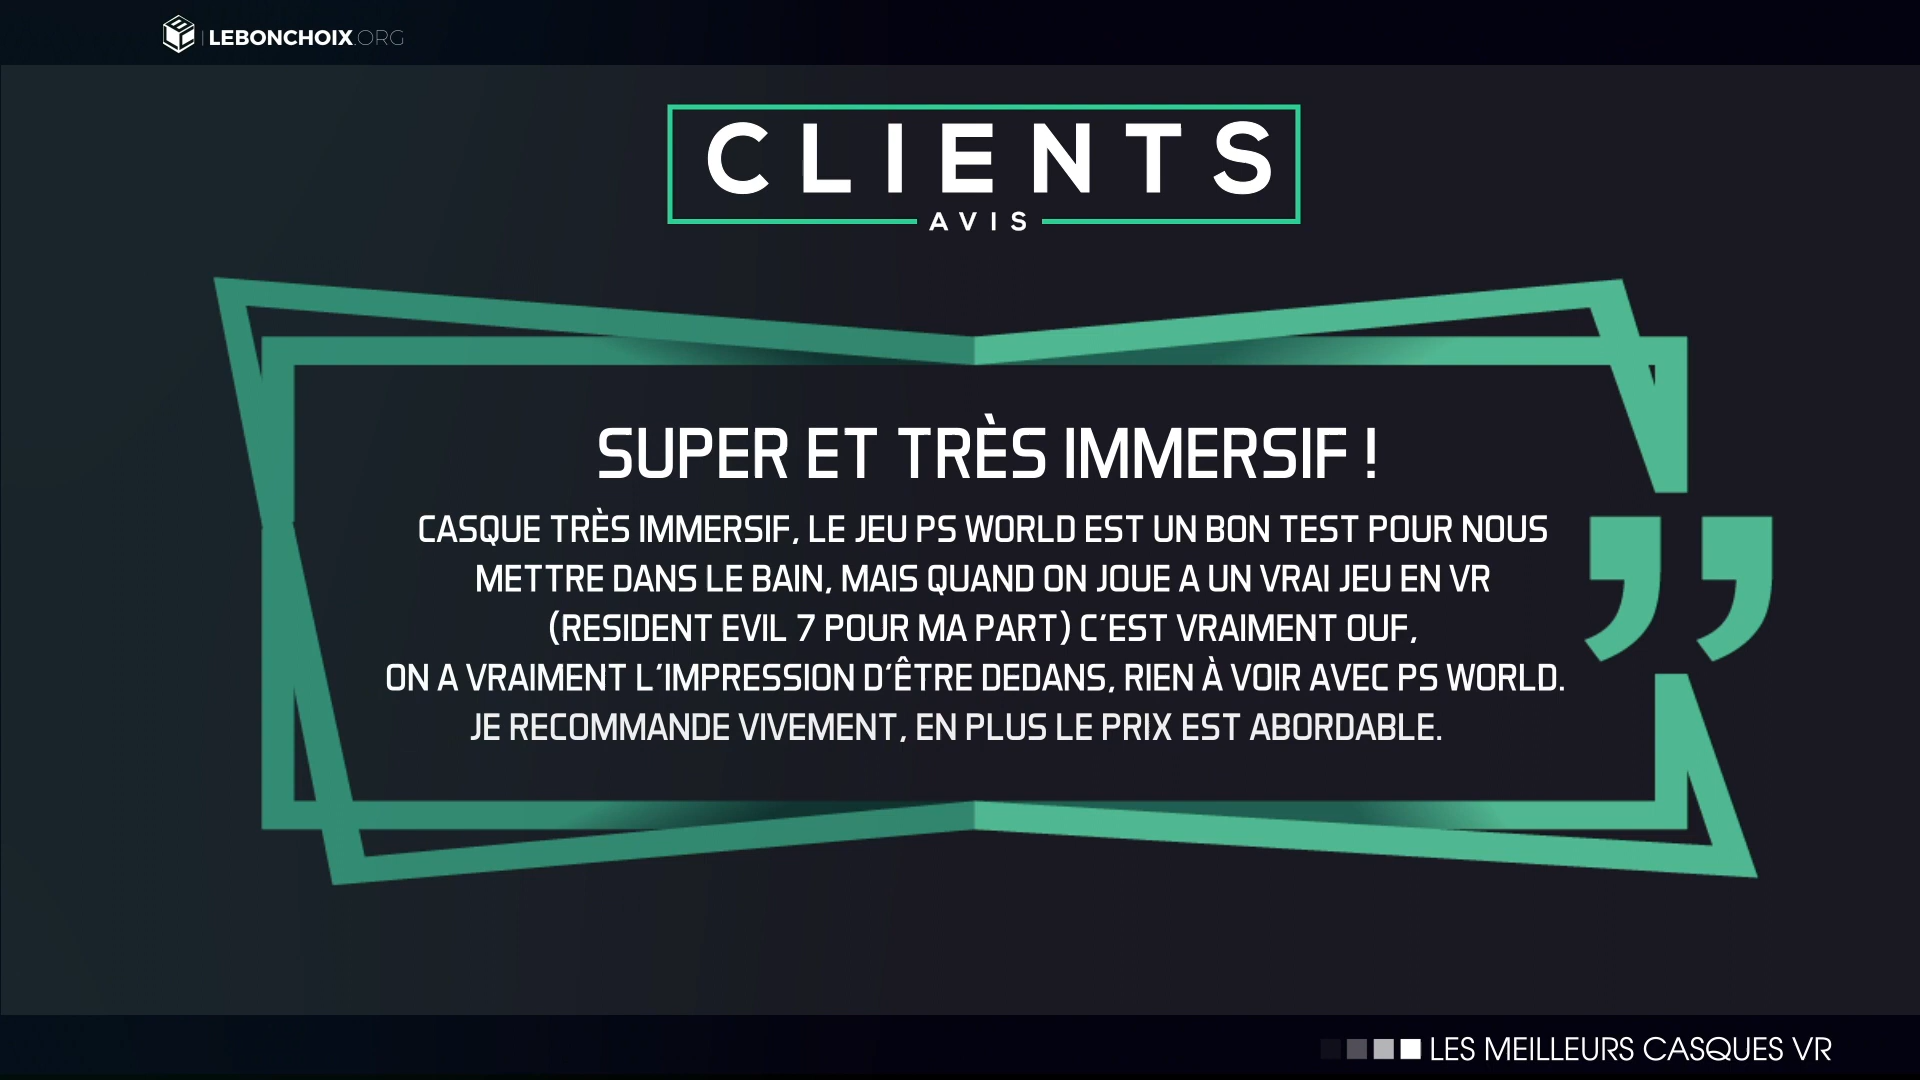 LEBONCHOIX.ORG
CLIENTS
AVIS
SUPER ET TRÈS IMMERSIF !
CASQUE TRÈS IMMERSIF, LE JEU PS WORLD EST UN BON TEST POUR NOUS
METTRE DANS LE BAIN, MAIS QUAND ON JOUE A UN VRAI JEU EN VR
(RESIDENT EVIL 7 POUR MA PART) C'EST VRAIMENT OUF,
ON A VRAIMENT L'IMPRESSION D'ÊTRE DEDANS, RIEN À VOIR AVEC PS WORLD.
JE RECOMMANDE VIVEMENT, EN PLUS LE PRIX EST ABORDABLE.
”
LES MEILLEURS CASQUES VR